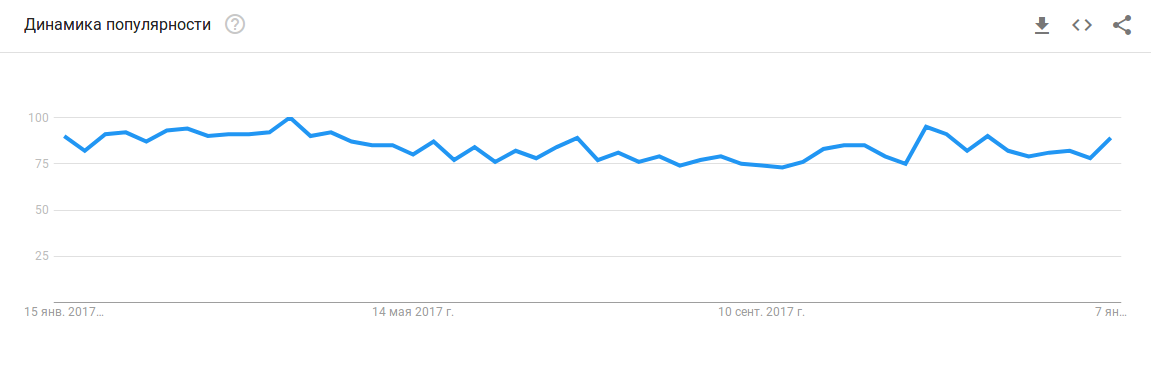 Динамика популярности ?
100
75
50
25
15 янв. 2017…
14 мая 2017 г.
10 сент. 2017 г.
7 ян…